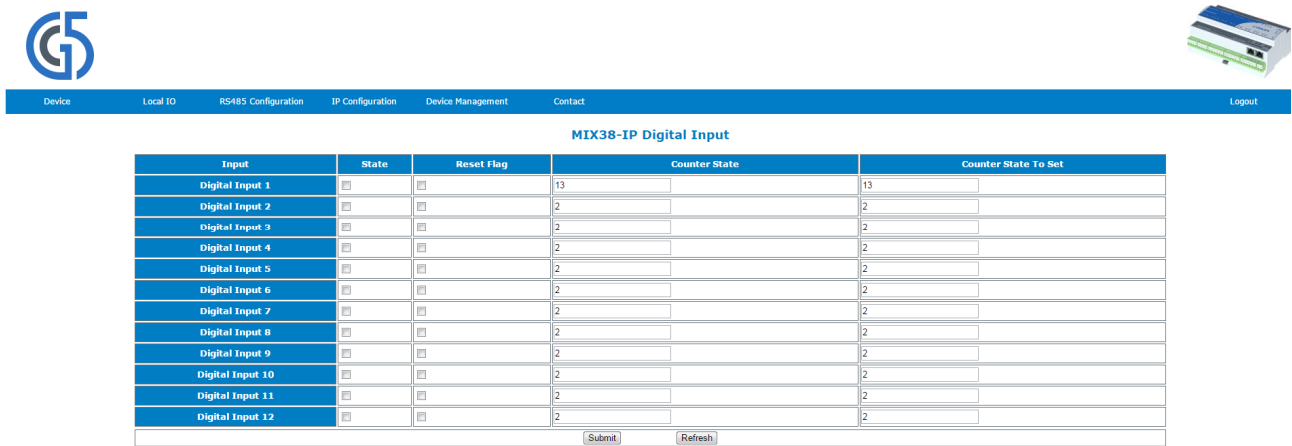 G5
Device Local IO RS485 Configuration IP Configuration Device Management Contact Logout
MIX38-IP Digital Input
Input State Reset Flag Counter State Counter State To Set
Digital Input 1 13 13
Digital Input 2 2 2
Digital Input 3 2 2
Digital Input 4 2 2
Digital Input 5 2 2
Digital Input 6 2 2
Digital Input 7 2 2
Digital Input 8 2 2
Digital Input 9 2 2
Digital Input 10 2 2
Digital Input 11 2 2
Digital Input 12 2 2
Submit Refresh